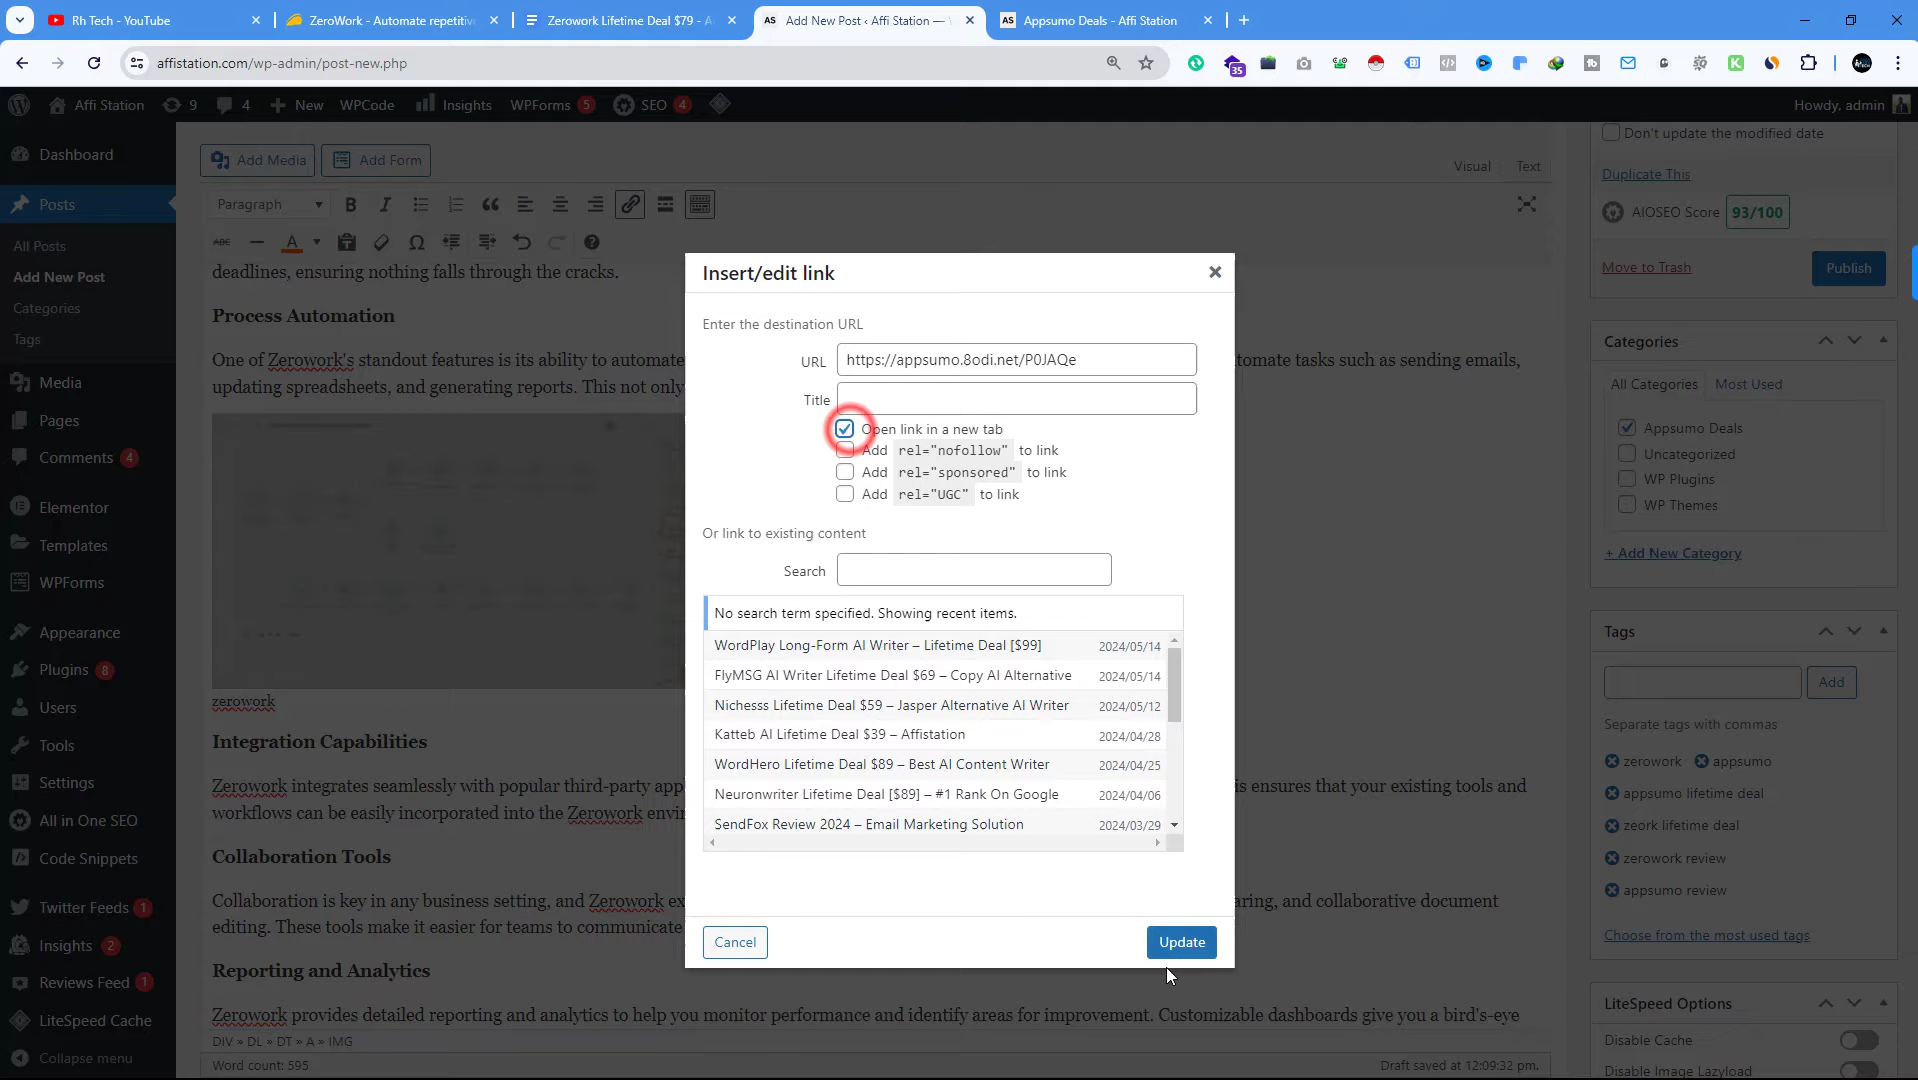 Rh Tech - YouTube
ZeroWork - Automate repetitiv
Zerowork Lifetime Deal $79 - A
AS Add New Post ‹ Affi Station —
AS Appsumo Deals - Affi Station
affistation.com/wp-admin/post-new.php
35
Affi Station 9 4 New WPCode Insights WPForms 5 SEO 4
Howdy, admin
Dashboard
Posts
All Posts
Add New Post
Categories
Tags
Media
Pages
Comments 4
Elementor
Templates
WPForms
Appearance
Plugins 8
Users
Tools
Settings
All in One SEO
Code Snippets
Twitter Feeds 1
Insights 2
Reviews Feed 1
LiteSpeed Cache
Collapse menu
Add Media Add Form
Visual Text
Paragraph
ABC
deadlines, ensuring nothing falls through the cracks.
Process Automation
One of Zerowork's standout features is its ability to automate
tomate tasks such as sending emails,
updating spreadsheets, and generating reports. This not only
zerowork
Integration Capabilities
Zerowork integrates seamlessly with popular third-party app
is ensures that your existing tools and
workflows can be easily incorporated into the Zerowork envi
Collaboration Tools
Collaboration is key in any business setting, and Zerowork ex
aring, and collaborative document
editing. These tools make it easier for teams to communicate
Reporting and Analytics
Zerowork provides detailed reporting and analytics to help you monitor performance and identify areas for improvement. Customizable dashboards give you a bird's-eye
DIV » DL » DT » A » IMG
Word count: 595
Draft saved at 12:09:32 pm.
Insert/edit link
Enter the destination URL
URL https://appsumo.8odi.net/P0JAQe
Title
Open link in a new tab
Add rel="nofollow" to link
Add rel="sponsored" to link
Add rel="UGC" to link
Or link to existing content
Search
No search term specified. Showing recent items.
WordPlay Long-Form AI Writer – Lifetime Deal [$99] 2024/05/14
FlyMSG AI Writer Lifetime Deal $69 – Copy AI Alternative 2024/05/14
Nichesss Lifetime Deal $59 – Jasper Alternative AI Writer 2024/05/12
Katteb AI Lifetime Deal $39 – Affistation 2024/04/28
WordHero Lifetime Deal $89 – Best AI Content Writer 2024/04/25
Neuronwriter Lifetime Deal [$89] – #1 Rank On Google 2024/04/06
SendFox Review 2024 – Email Marketing Solution 2024/03/29
Cancel
Update
Don't update the modified date
Duplicate This
AIOSEO Score 93/100
Move to Trash
Publish
Categories
All Categories Most Used
Appsumo Deals
Uncategorized
WP Plugins
WP Themes
+ Add New Category
Tags
Add
Separate tags with commas
zerowork appsumo
appsumo lifetime deal
zeork lifetime deal
zerowork review
appsumo review
Choose from the most used tags
LiteSpeed Options
Disable Cache
Disable Image Lazyload